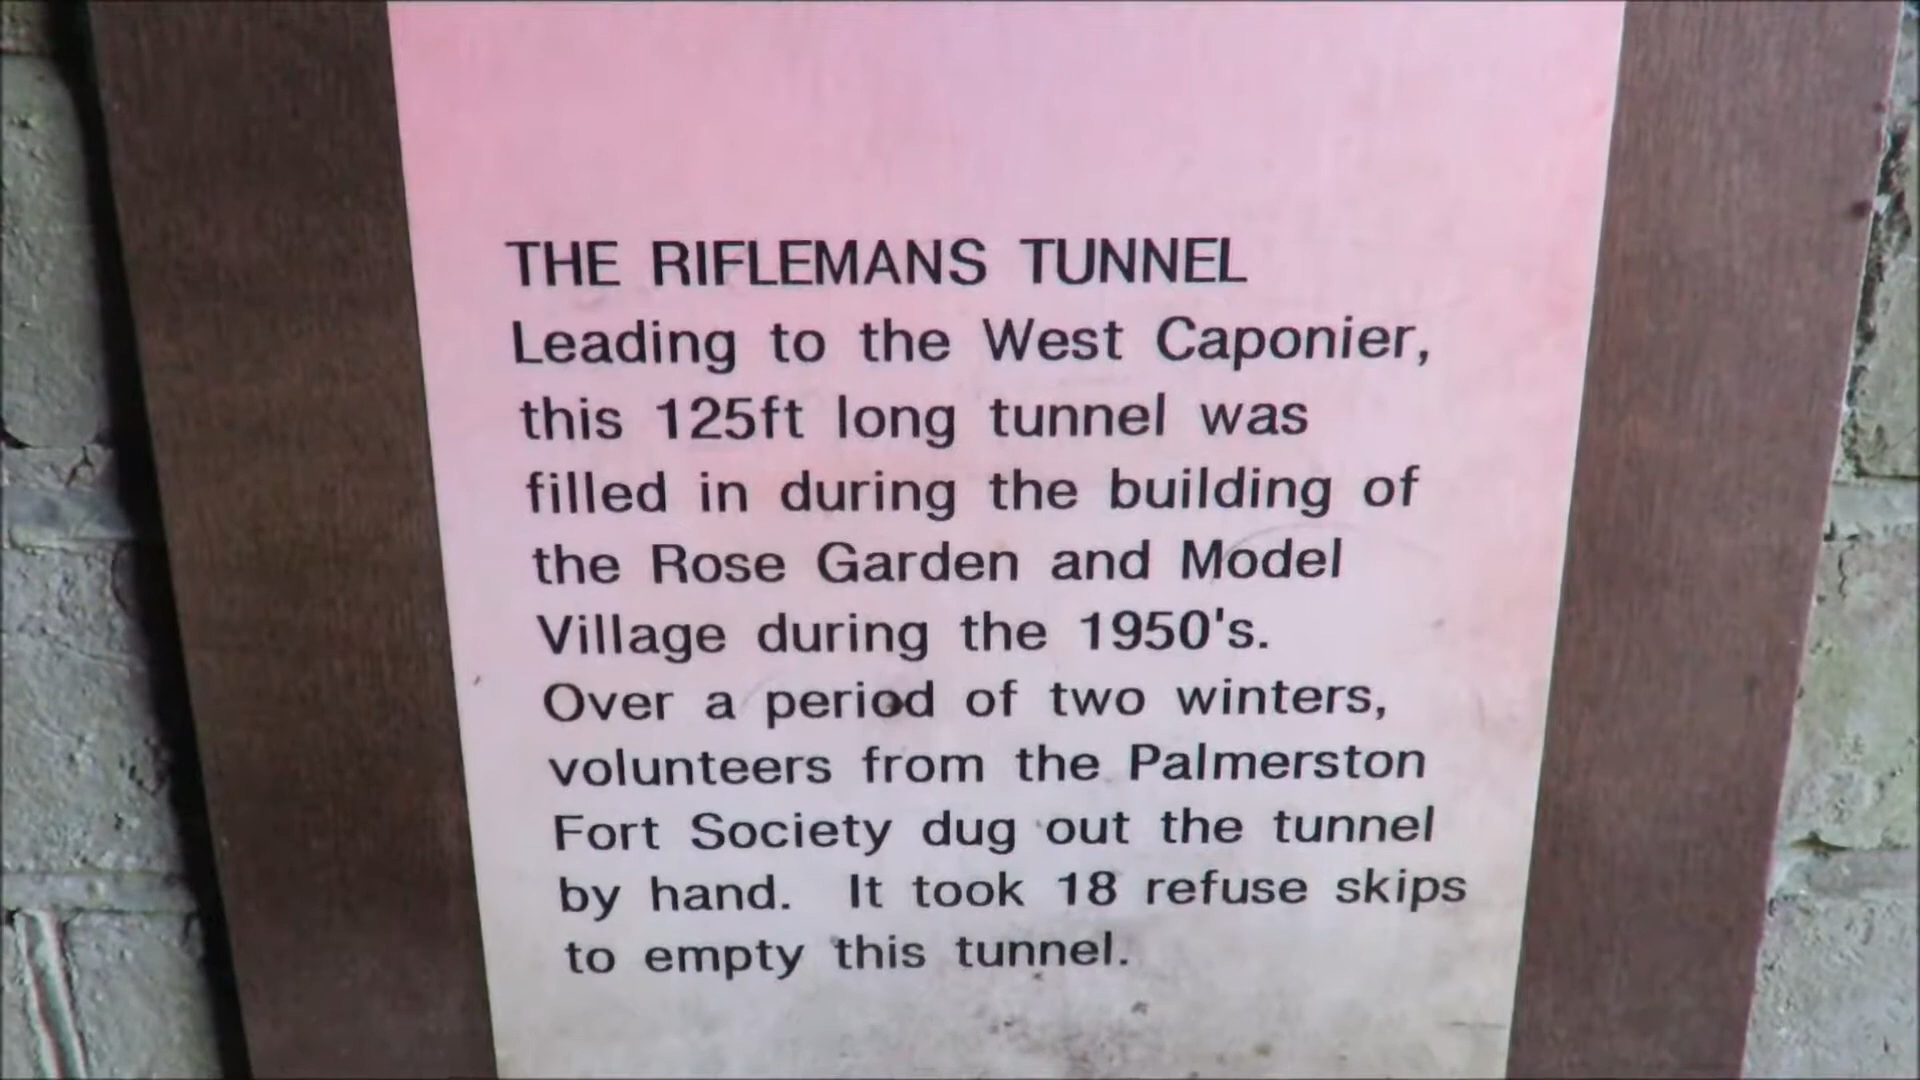 THE RIFLEMANS TUNNEL
Leading to the West Caponier,
this 125ft long tunnel was
filled in during the building of
the Rose Garden and Model
Village during the 1950's.
Over a period of two winters,
volunteers from the Palmerston
Fort Society dug out the tunnel
by hand. It took 18 refuse skips
to empty this tunnel.